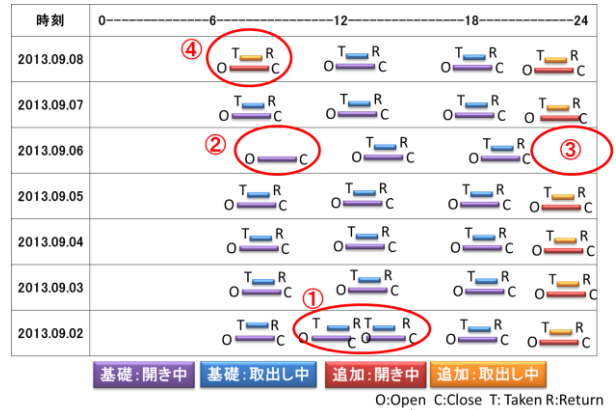 時刻 0 6 12 18 24
④
2013.09.08 T R T R T R T R
O C O C O C O C
2013.09.07 T R T R T R T R
O C O C O C O C
② ③
2013.09.06 T R T R
O C O C O C
2013.09.05 T R T R T R T R
O C O C O C O C
2013.09.04 T R T R T R T R
O C O C O C O C
2013.09.03 T R T R T R T R
O C O C O C O C
①
2013.09.02 T R T R T R T R T R
O C O C O C O C O C
基礎:開き中 基礎:取出し中 追加:開き中 追加:取出し中
O:Open C:Close T: Taken R:Return